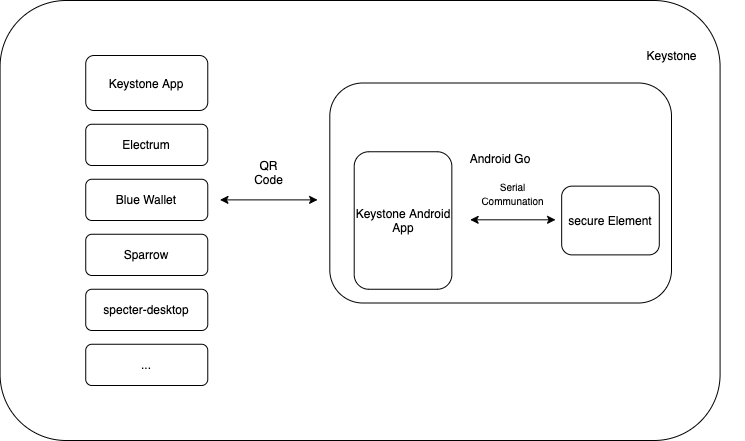 Keystone
Keystone App
Electrum
Blue Wallet
Sparrow
specter-desktop
...
QR
Code
Android Go
Keystone Android
App
Serial
Communation
secure Element